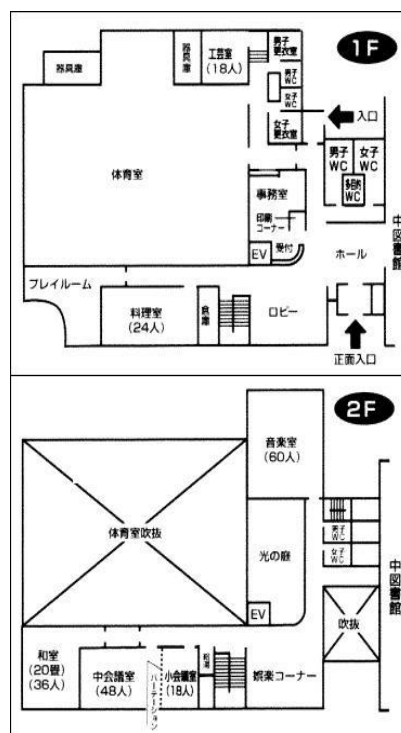 1F
器具庫
器具庫
工芸室
(18人)
男子
更衣室
男子
WC
女子
WC
女子
更衣室
入口
男子
WC
女子
WC
多目的
WC
体育室
事務室
印刷
コーナー
EV
受付
ホール
中図書館
プレイルーム
料理室
(24人)
倉庫
ロビー
正面入口
2F
音楽室
(60人)
体育室吹抜
光の庭
男子
WC
女子
WC
EV
吹抜
中図書館
和室
(20畳)
(36人)
中会議室
(48人)
パーテーション
小会議室
(18人)
娯楽コーナー